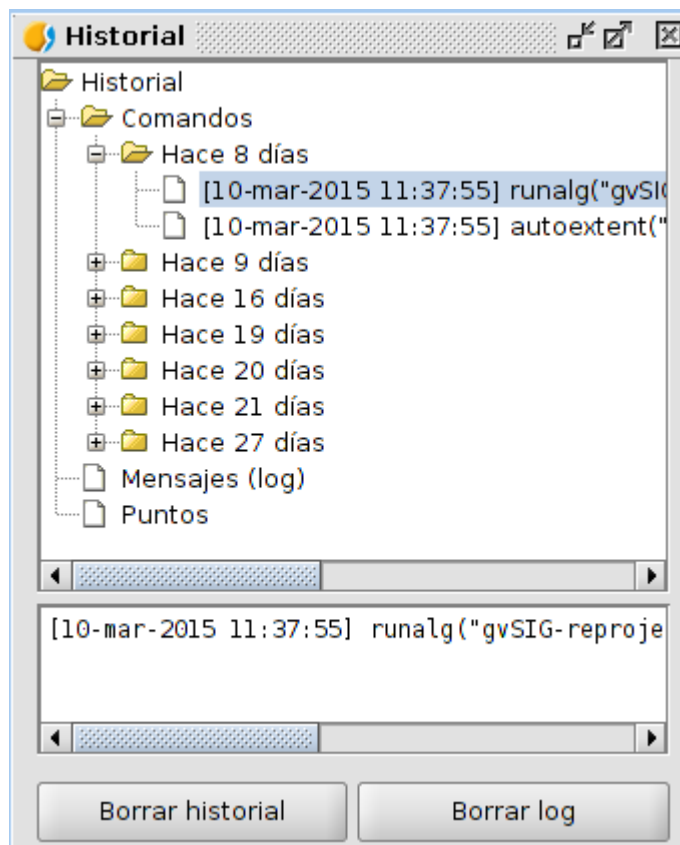 Historial
Historial
Comandos
Hace 8 días
[10-mar-2015 11:37:55] runalg("gvSIG
[10-mar-2015 11:37:55] autoextent("
Hace 9 días
Hace 16 días
Hace 19 días
Hace 20 días
Hace 21 días
Hace 27 días
Mensajes (log)
Puntos
[10-mar-2015 11:37:55] runalg("gvSIG-reproje
Borrar historial Borrar log